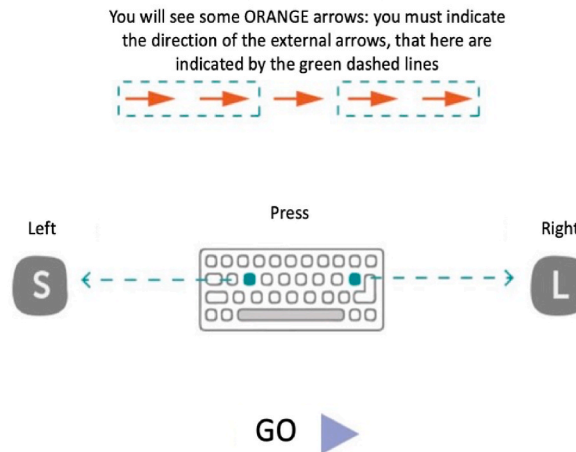 You will see some ORANGE arrows: you must indicate
the direction of the external arrows, that here are
indicated by the green dashed lines
Press
Left
Right
S
L
GO